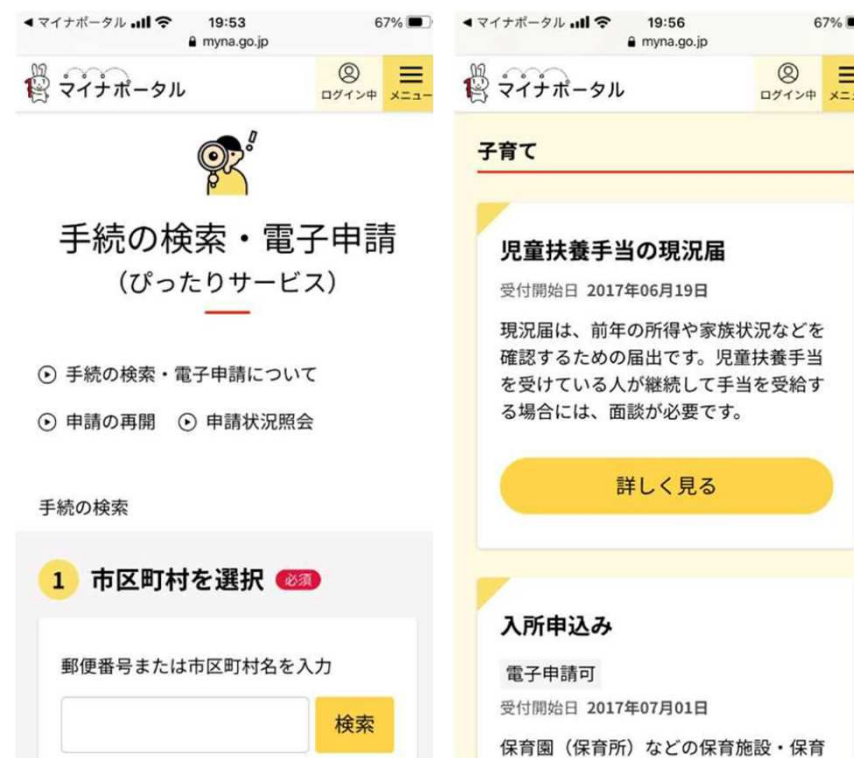 ◀マイナポータル 19:53 67%
myna.go.jp
マイナポータル
ログイン中
メニュー
手続の検索・電子申請
（ぴったりサービス）
手続の検索・電子申請について
申請の再開 申請状況照会
手続の検索
1 市区町村を選択 必須
郵便番号または市区町村名を入力
検索
◀マイナポータル 19:56 67%
myna.go.jp
マイナポータル
ログイン中
子育て
児童扶養手当の現況届
受付開始日 2017年06月19日
現況届は、前年の所得や家族状況などを
確認するための届出です。児童扶養手当
を受けている人が継続して手当を受給す
る場合には、面談が必要です。
詳しく見る
入所申込み
電子申請可
受付開始日 2017年07月01日
保育園（保育所）などの保育施設・保育